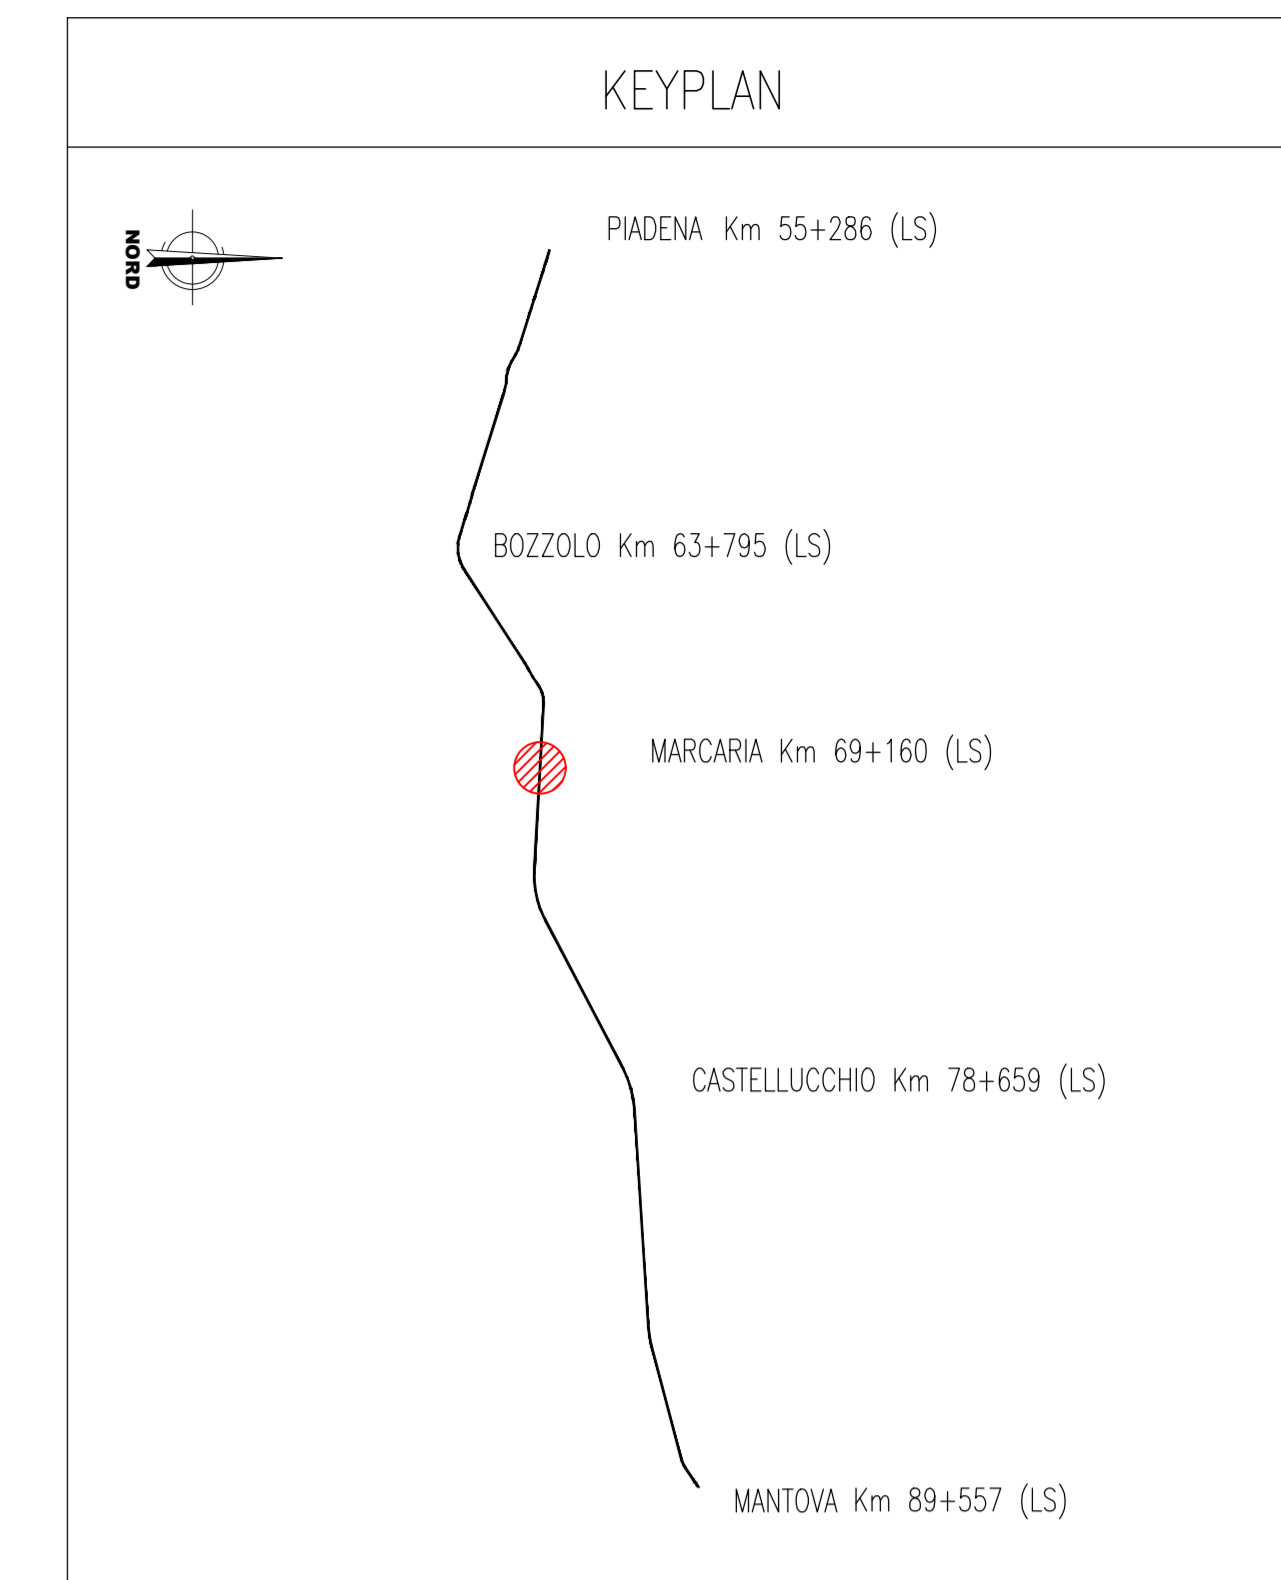 KEYPLAN
NORD
PIADENA Km 55+286 (LS)
BOZZOLO Km 63+795 (LS)
MARCARIA Km 69+160 (LS)
CASTELLUCCHIO Km 78+659 (LS)
MANTOVA Km 89+557 (LS)